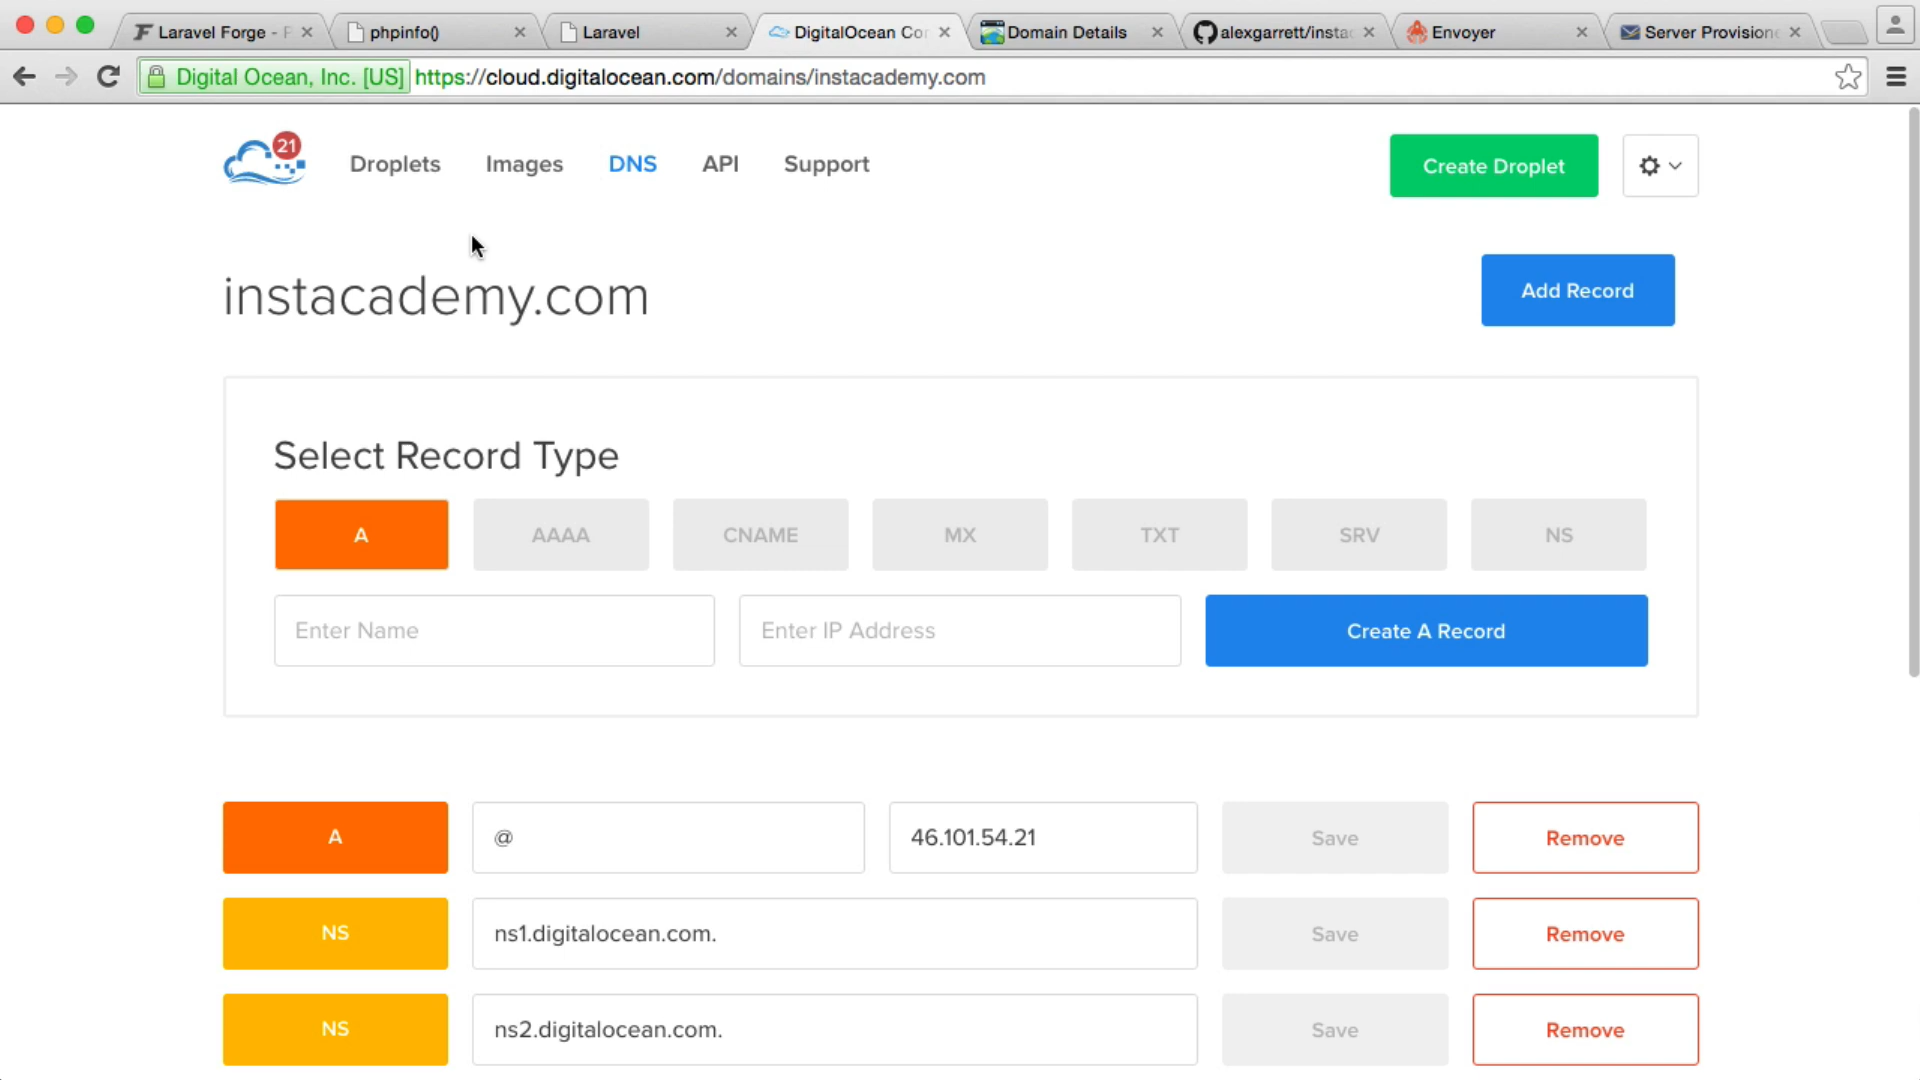 Laravel Forge - P
phpinfo()
Laravel
DigitalOcean Cor
Domain Details
alexgarrett/instac
Envoyer
Server Provision
Digital Ocean, Inc. [US]
https://cloud.digitalocean.com/domains/instacademy.com
21
Droplets
Images
DNS
API
Support
Create Droplet
instacademy.com
Add Record
Select Record Type
A
AAAA
CNAME
MX
TXT
SRV
NS
Enter Name
Enter IP Address
Create A Record
A
@
46.101.54.21
Save
Remove
NS
ns1.digitalocean.com.
Save
Remove
NS
ns2.digitalocean.com.
Save
Remove